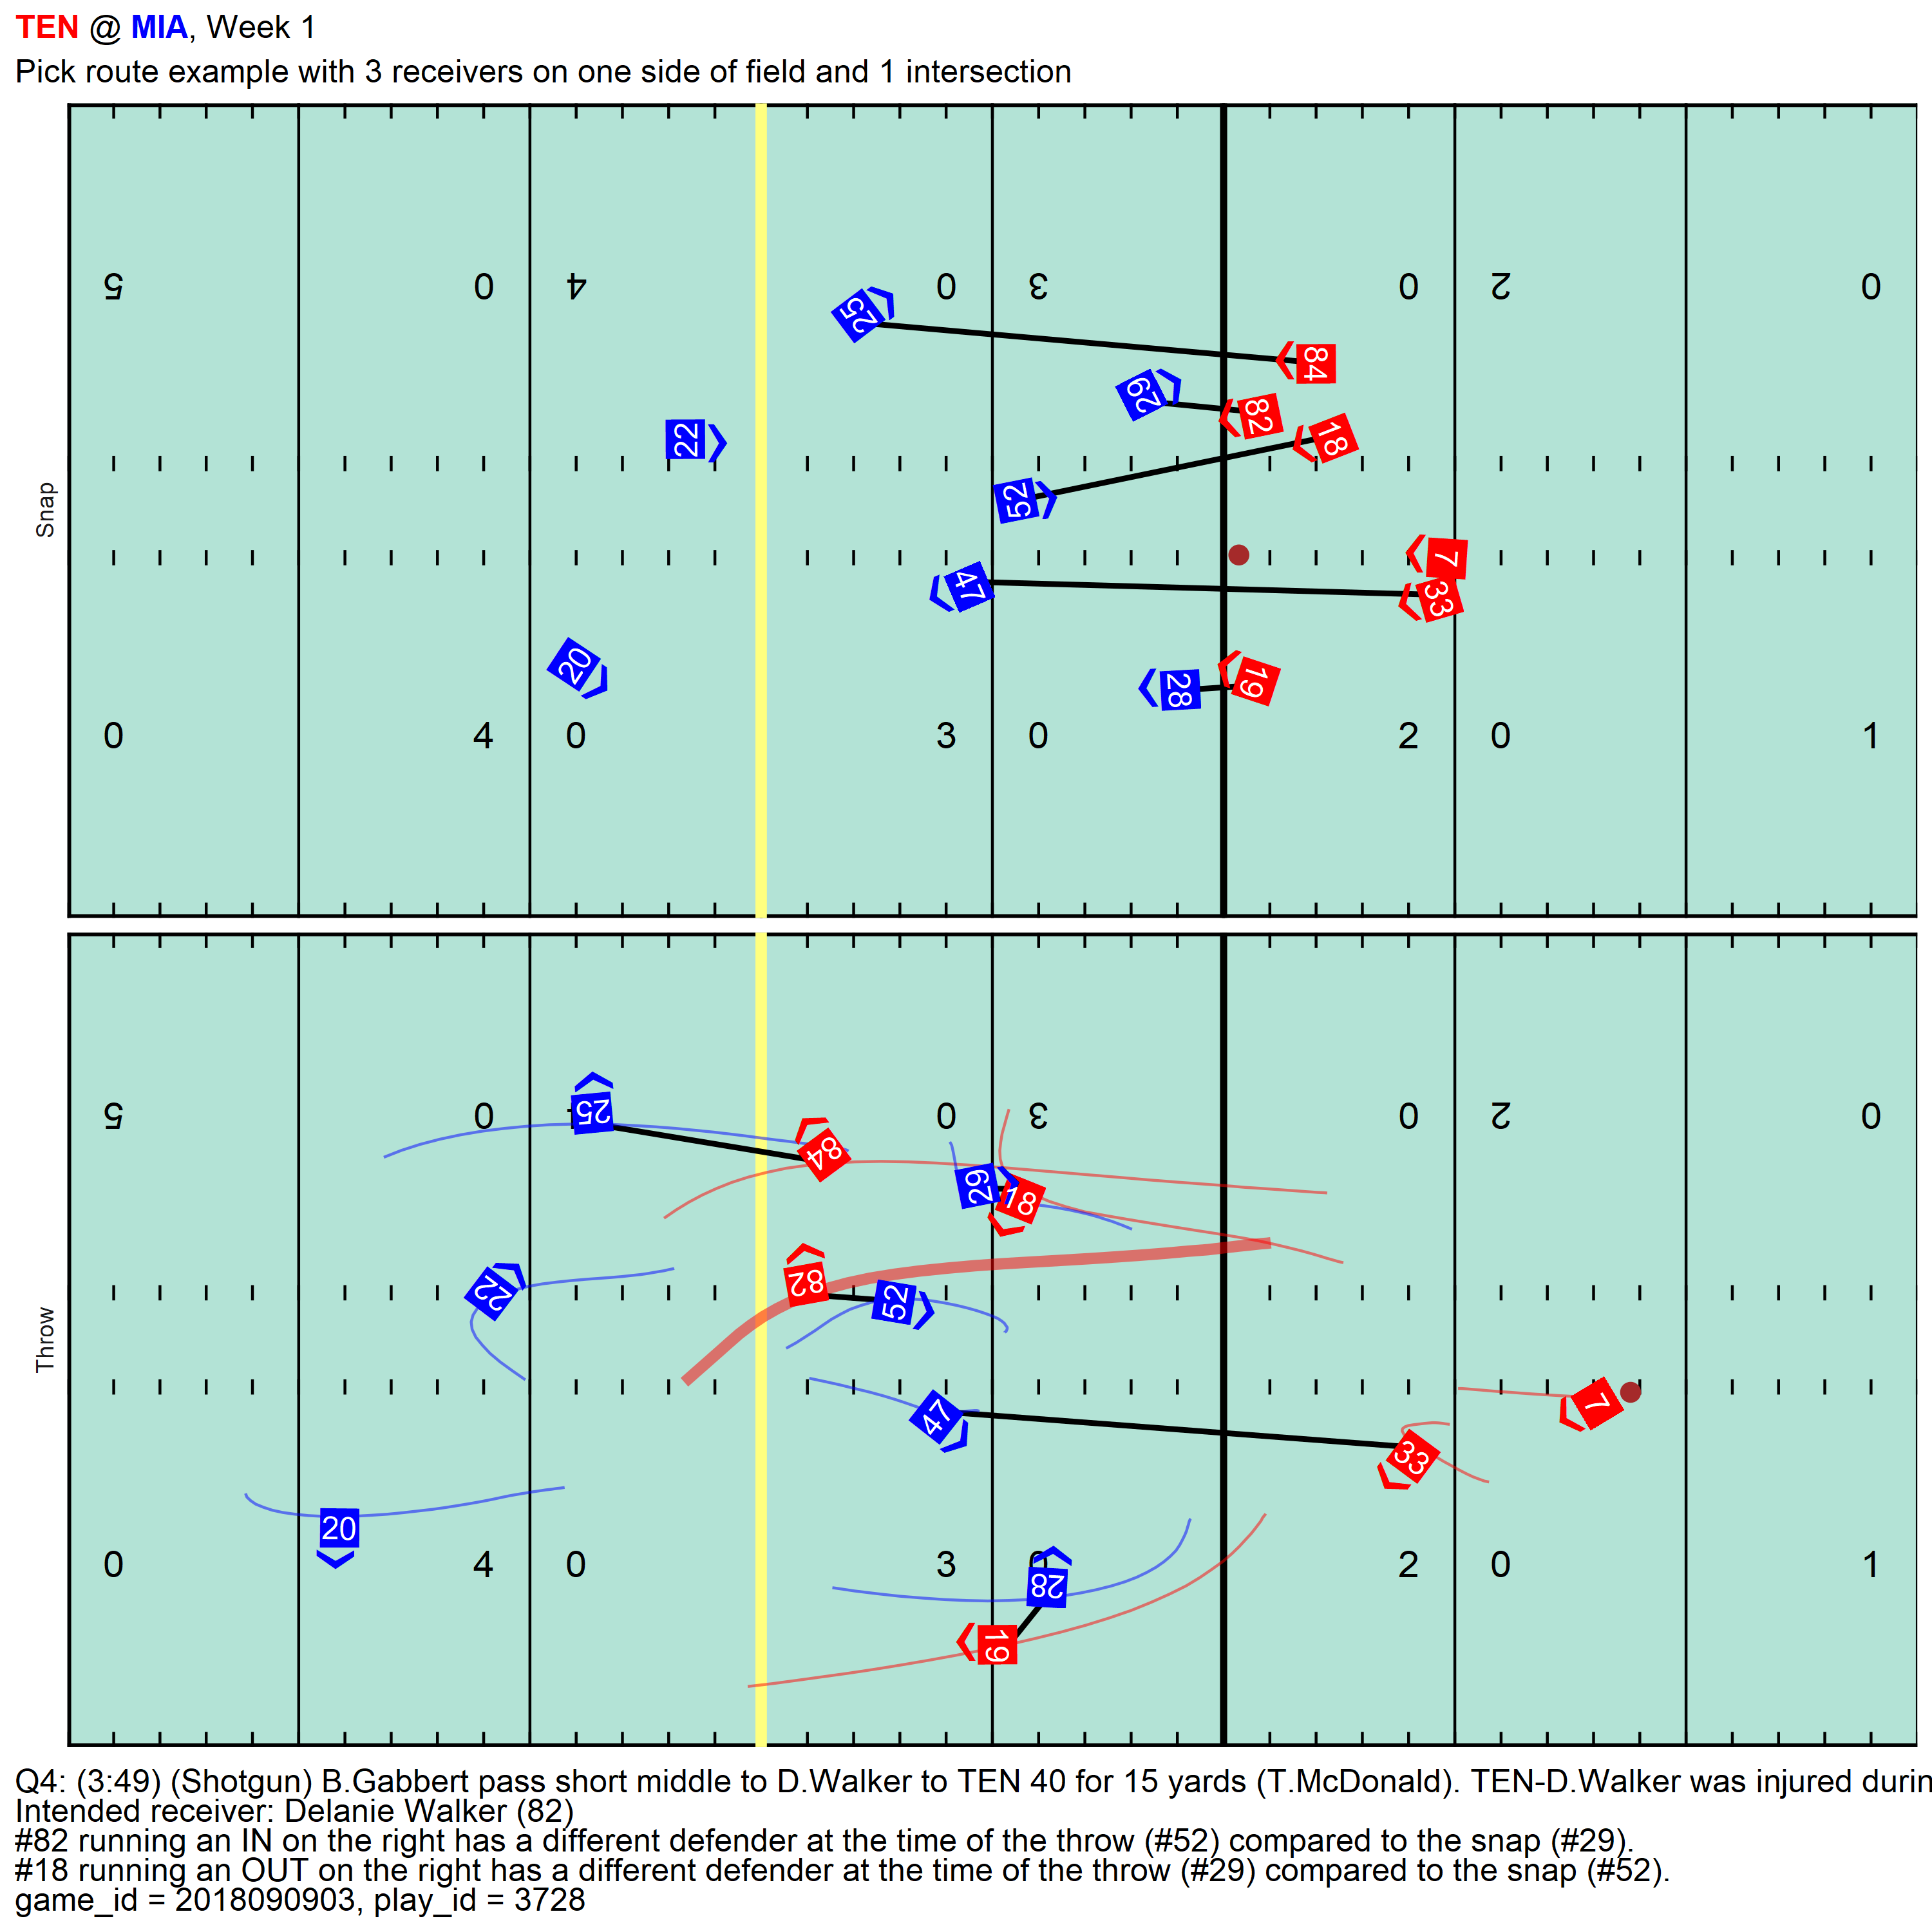 TEN @ MIA, Week 1
Pick route example with 3 receivers on one side of field and 1 intersection
Snap
5 0 4 0 3 0 2 0
25
84
29
82
22
18
52
7
47
33
20
28
19
0 4 0 3 0 2 0 1
Throw
25
5 0 0 3 0 2 0
84
29
18
82
22
52
47
7
33
20
0 4 0 3 0 2 0 1
28
19
Q4: (3:49) (Shotgun) B.Gabbert pass short middle to D.Walker to TEN 40 for 15 yards (T.McDonald). TEN-D.Walker was injured durin
Intended receiver: Delanie Walker (82)
#82 running an IN on the right has a different defender at the time of the throw (#52) compared to the snap (#29).
#18 running an OUT on the right has a different defender at the time of the throw (#29) compared to the snap (#52).
game_id = 2018090903, play_id = 3728